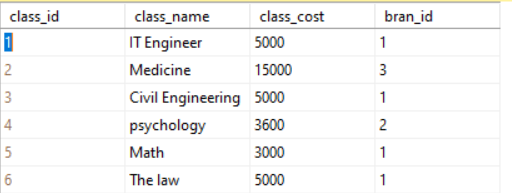 class_id class_name class_cost bran_id
1 IT Engineer 5000 1
2 Medicine 15000 3
3 Civil Engineering 5000 1
4 psychology 3600 2
5 Math 3000 1
6 The law 5000 1